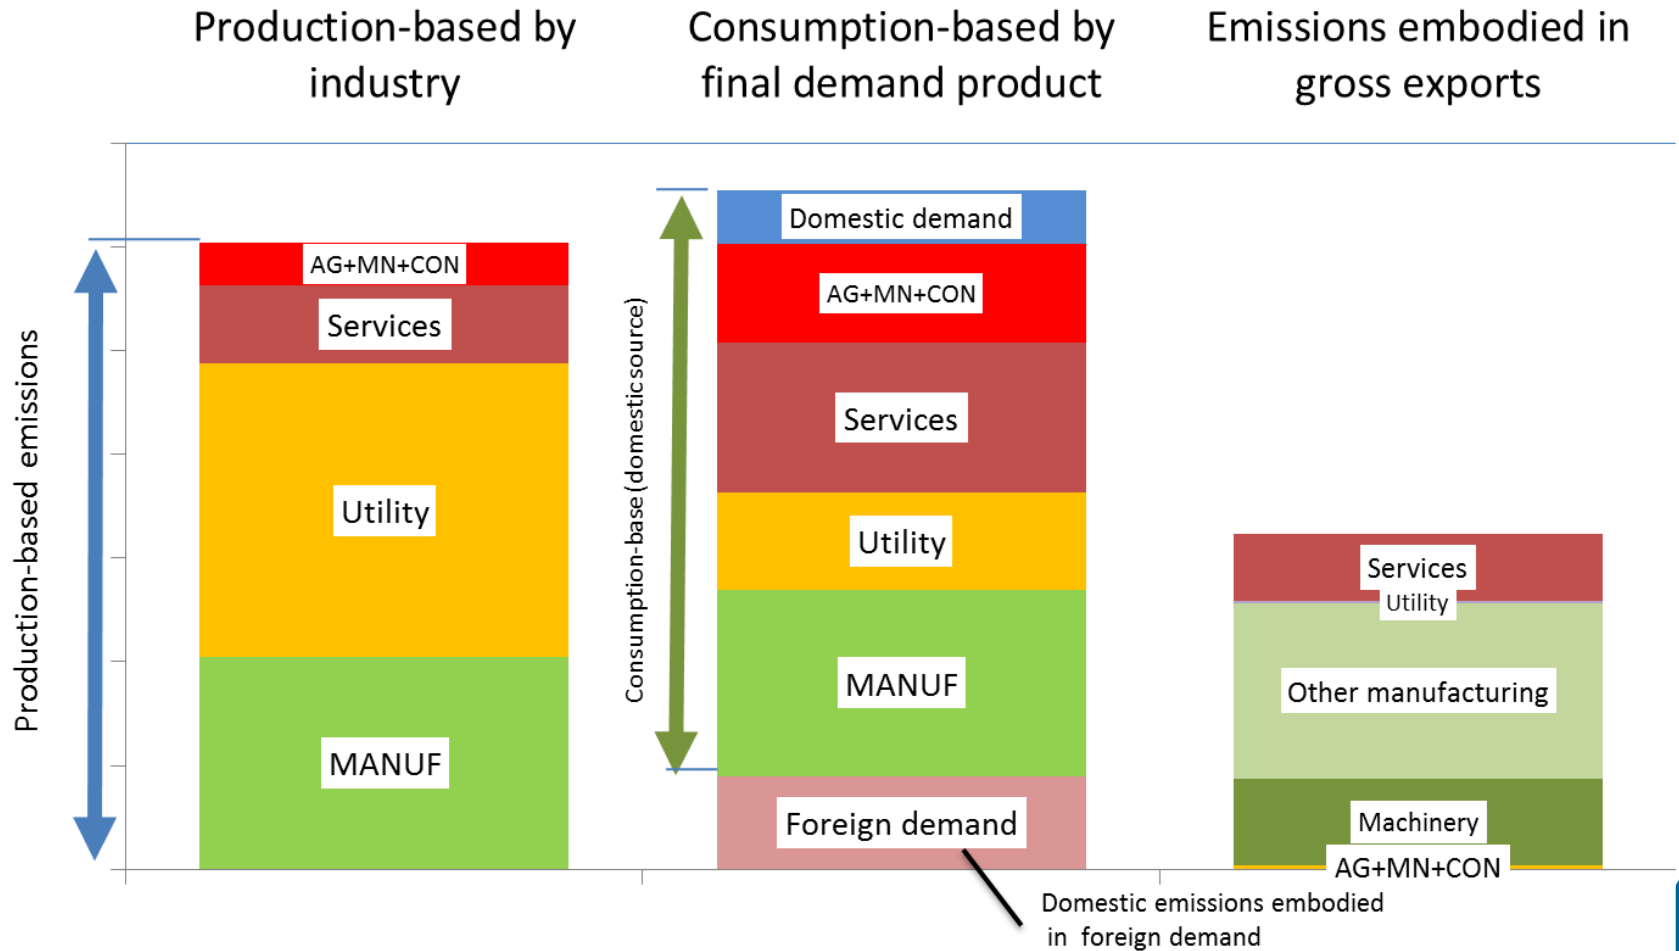 Production-based by
industry
Consumption-based by
final demand product
Emissions embodied in
gross exports
Production-based emissions
AG+MN+CON
Services
Utility
MANUF
Consumption-base (domestic source)
Domestic demand
AG+MN+CON
Services
Utility
MANUF
Foreign demand
Domestic emissions embodied
in foreign demand
Services
Utility
Other manufacturing
Machinery
AG+MN+CON